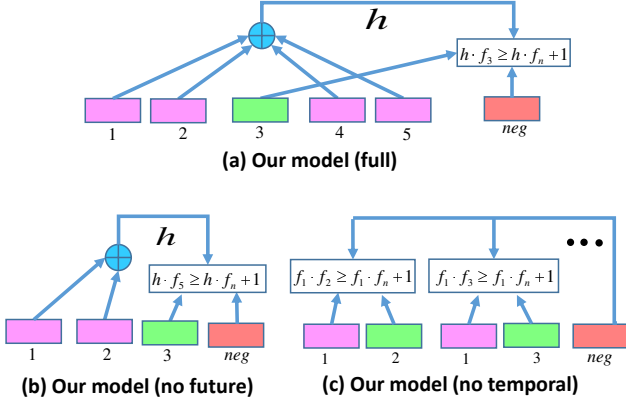 h
h · f₃ ≥ h · fₙ +1
1 2 3 4 5 neg
(a) Our model (full)
h
h · f₅ ≥ h · fₙ +1
1 2 3 neg
(b) Our model (no future)
•••
f₁ · f₂ ≥ f₁ · fₙ +1 f₁ · f₃ ≥ f₁ · fₙ +1
1 2 1 3 neg
(c) Our model (no temporal)